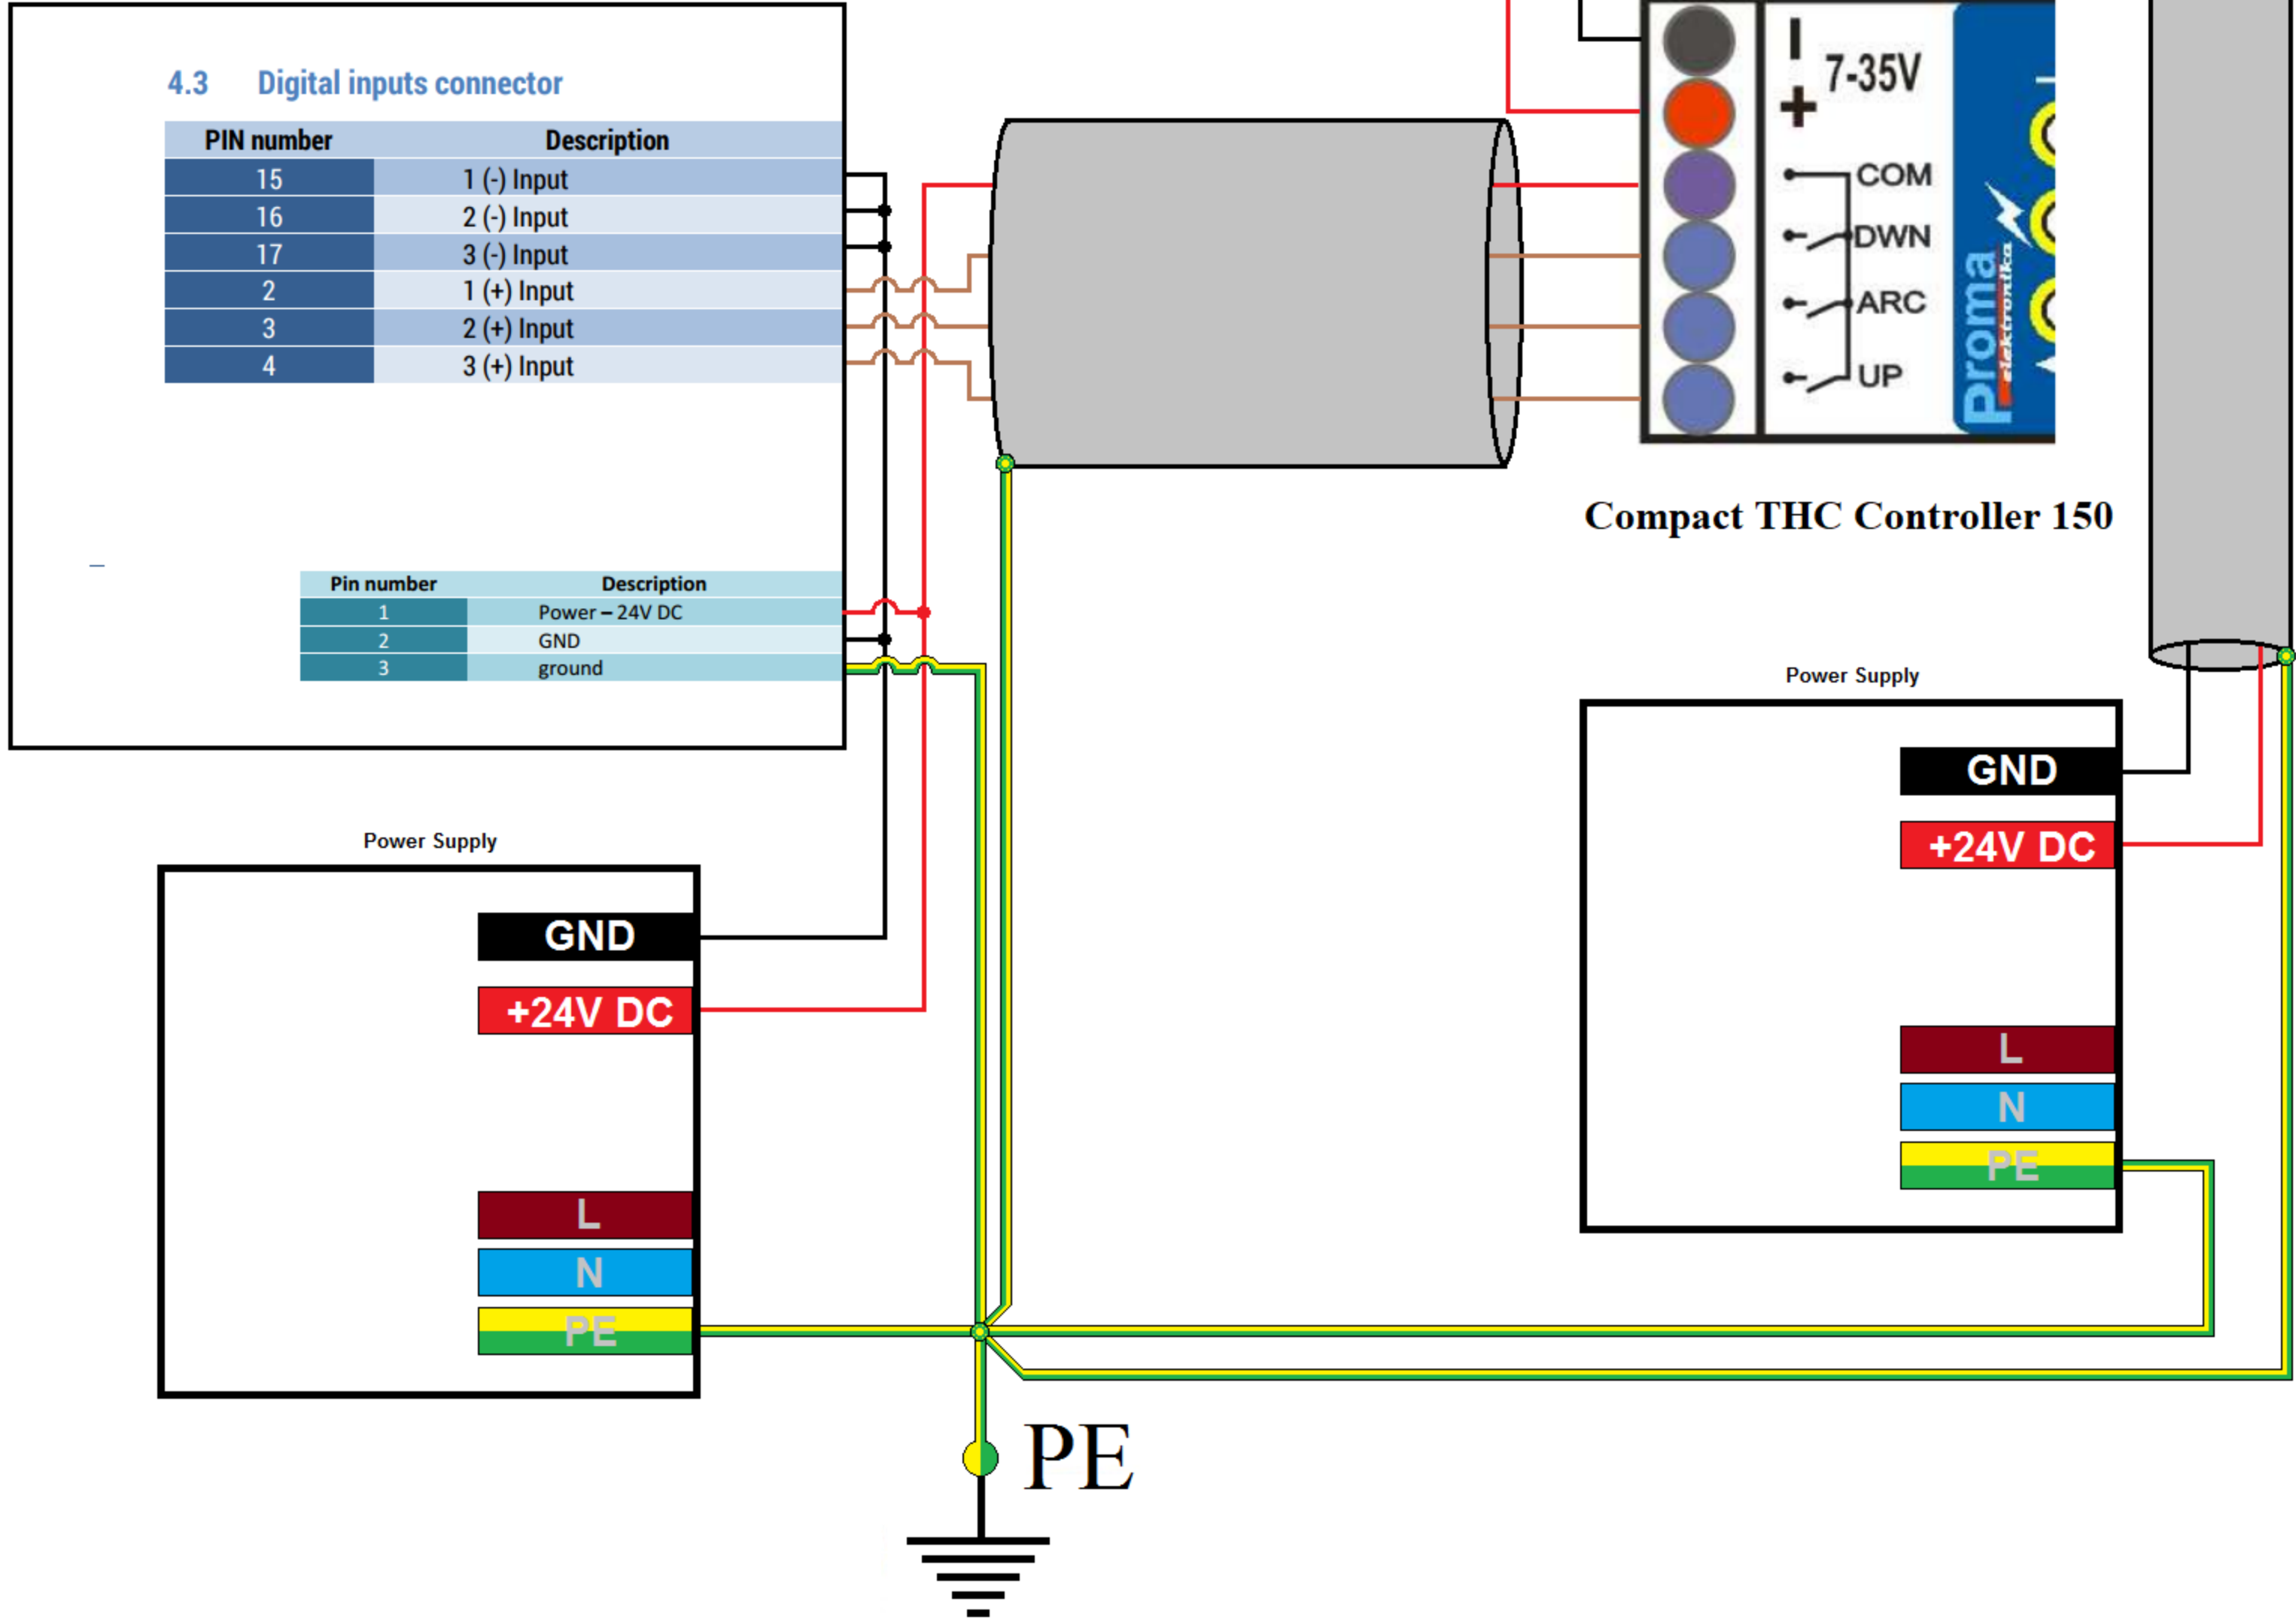 4.3 Digital inputs connector
PIN number Description
15 1 (-) Input
16 2 (-) Input
17 3 (-) Input
2 1 (+) Input
3 2 (+) Input
4 3 (+) Input
Pin number Description
1 Power – 24V DC
2 GND
3 ground
- 7-35V
+
COM
DWN
ARC
UP
Proma
elektronika
Compact THC Controller 150
Power Supply
GND
+24V DC
L
N
PE
Power Supply
GND
+24V DC
L
N
PE
PE